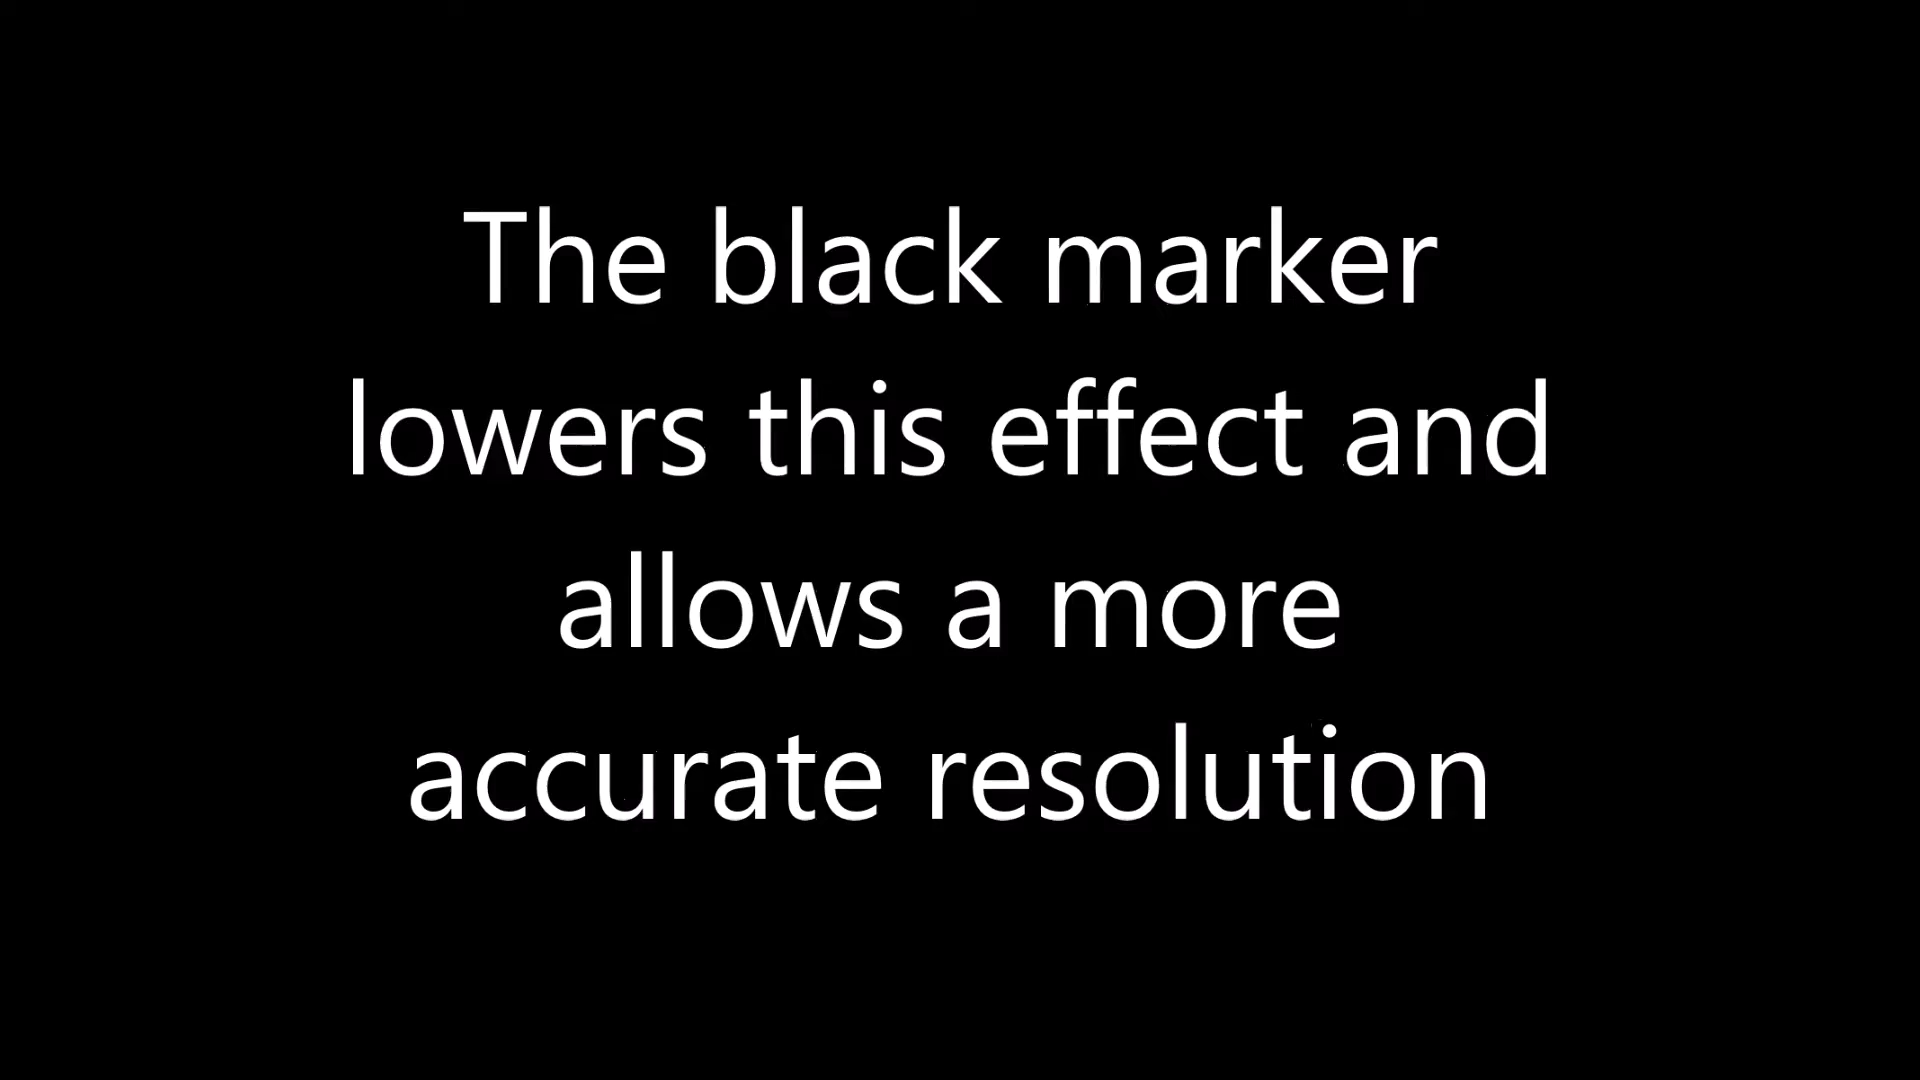 The black marker
lowers this effect and
allows a more
accurate resolution